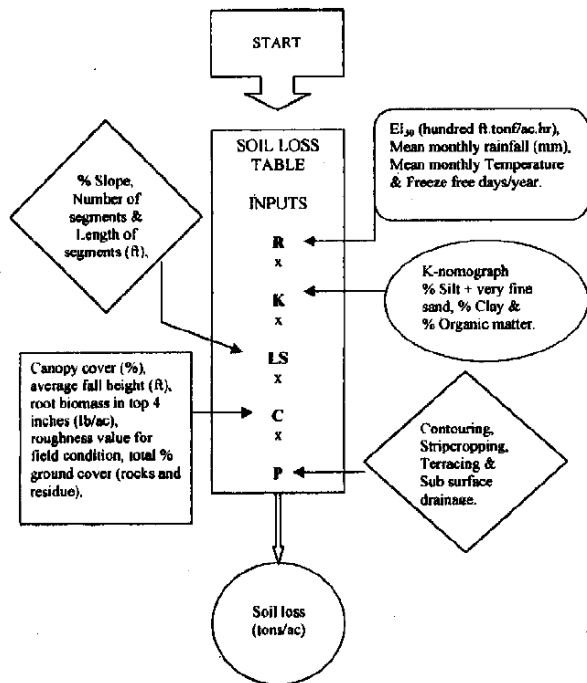 START
SOIL LOSS
TABLE
INPUTS
R
x
K
x
LS
x
C
x
P
EI30 (hundred ft.tonf/ac.hr)
Mean monthly rainfall (mm),
Mean monthly Temperature
& Freeze free days/year.
% Slope,
Number of
segments &
Length of
segments (ft),
K-nomograph
% Silt + very fine
sand, % Clay &
% Organic matter.
Canopy cover (%),
average fall height (ft),
root biomass in top 4
inches (lb/ac),
roughness value for
field condition, total %
ground cover (rocks and
residue),
Contouring,
Stripcropping,
Terracing &
Sub surface
drainage.
Soil loss
(tons/ac)